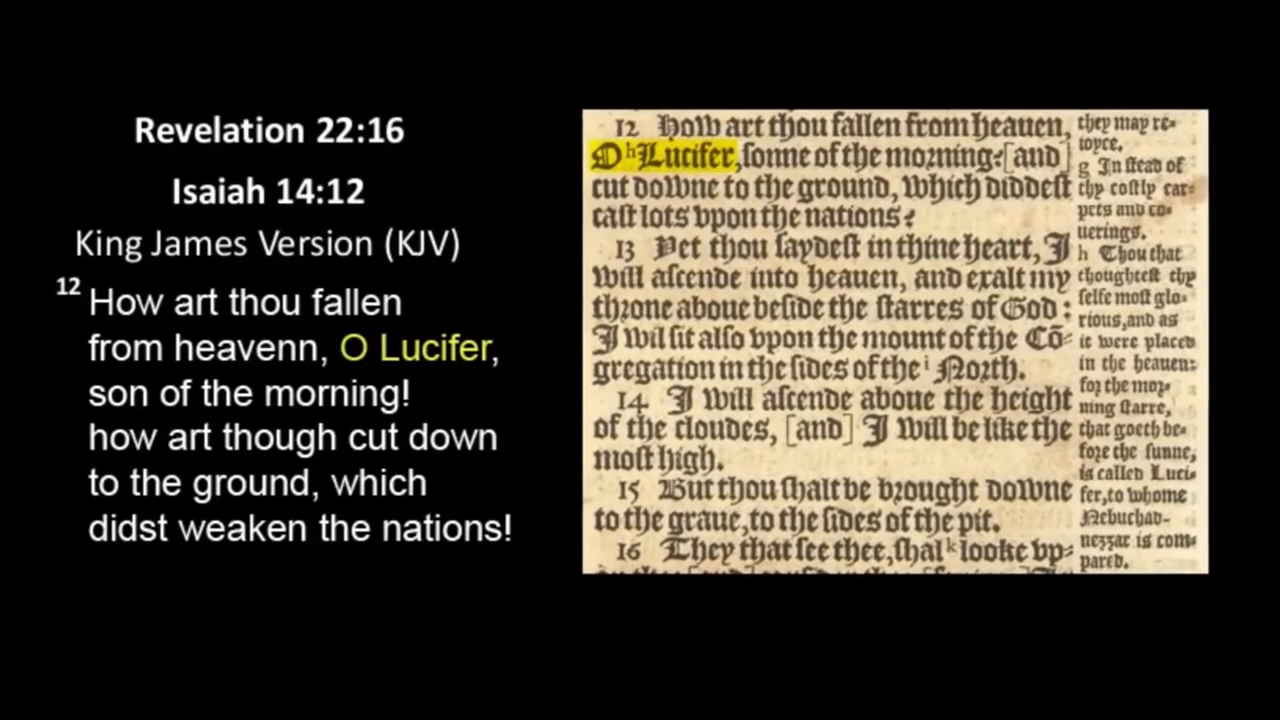 Revelation 22:16
Isaiah 14:12
King James Version (KJV)
12 How art thou fallen
from heavenn, O Lucifer,
son of the morning!
how art though cut down
to the ground, which
didst weaken the nations!
12 How art thou fallen from heauen,
O h Lucifer, sonne of the morning? [and]
cut downe to the ground, which diddest
cast lots vpon the nations?
13 Yet thou saydest in thine heart, I
will ascende into heauen, and exalt my
throne aboue beside the starres of God:
I wil sit also vpon the mount of the Cō-
gregation in the sides of the i North.
14 I will ascende aboue the height
of the cloudes, [and] I will be like the
most high.
15 But thou shalt be brought downe
to the graue, to the sides of the pit.
16 They that see thee, shal k looke vp-
they may re-
ioyce.
g In stead of
thy costly car-
pets and co-
uerings.
h Thou that
thoughtest thy
selfe most glo-
rious, and as
it were placed
in the heauen:
for the mor-
ning starre,
that goeth be-
fore the sunne,
is called Luci-
fer, to whome
Nebuchad-
nezzar is com-
pared.